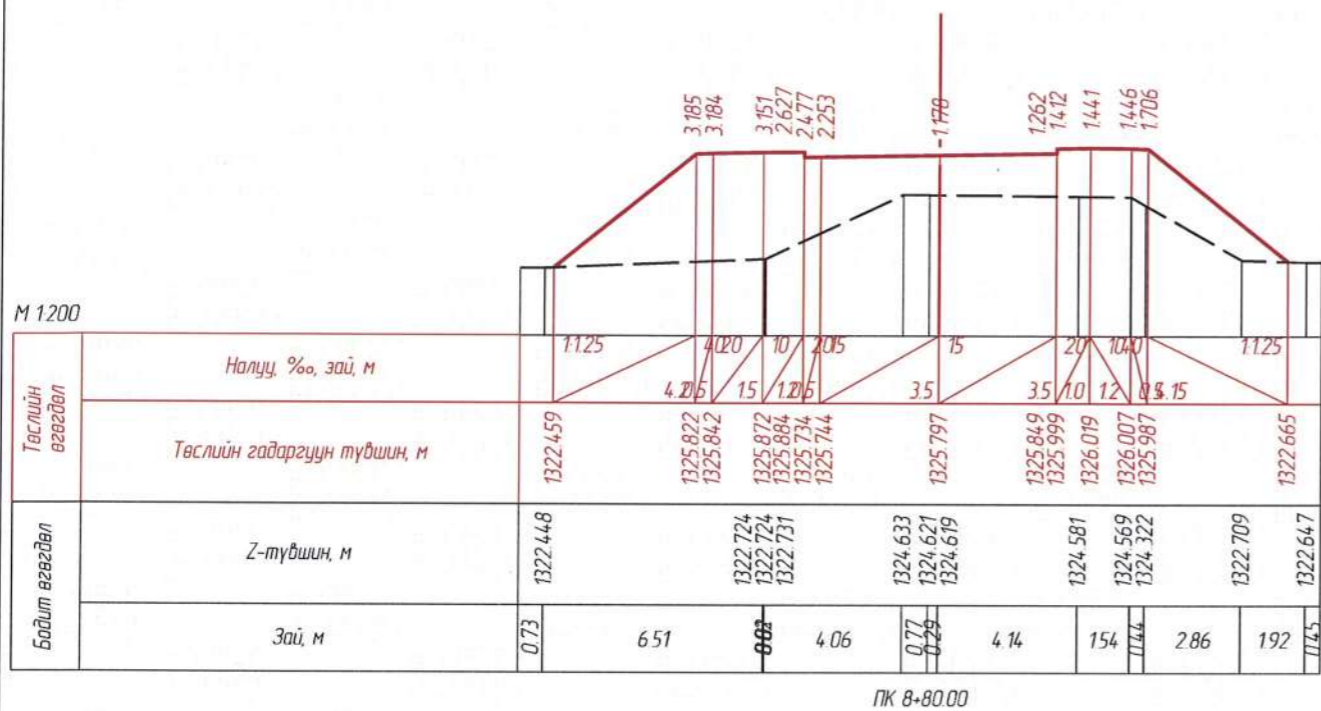 3.185 3.184 3.151 2.627 2.477 2.253 1.178 1.262 1.412 1.441 1.446 1.706
М 1:200
Төслийн өгөгдөл
Налуу, ‰, зай, м
1:1.25 40 20 10 20 15 15 20 10 40 1:1.25
4.2 0.5 1.5 1.2 0.5 3.5 3.5 1.0 1.2 0.5 4.15
Төслийн гадаргуун түвшин, м
1322.459 1325.822 1325.842 1325.872 1325.884 1325.734 1325.744 1325.797 1325.849 1325.999 1326.019 1326.007 1325.987 1322.665
Бодит өгөгдөл
Z-түвшин, м
1322.448 1322.724 1322.724 1322.731 1324.633 1324.621 1324.619 1324.581 1324.569 1324.322 1322.709 1322.647
Зай, м
0.73 6.51 4.06 0.77 0.29 4.14 1.54 0.44 2.86 1.92 0.45
ПК 8+80.00